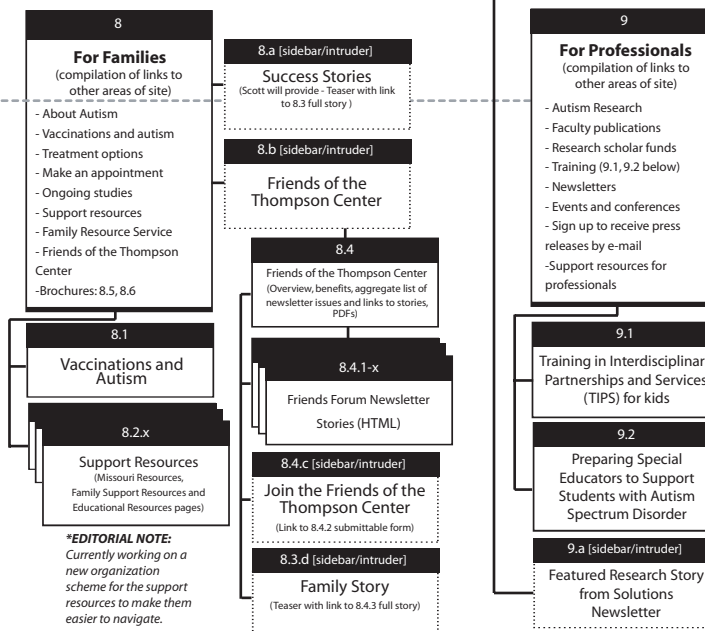 8
For Families
(compilation of links to
other areas of site)
- About Autism
- Vaccinations and autism
- Treatment options
- Make an appointment
- Ongoing studies
- Support resources
- Family Resource Service
- Friends of the Thompson
Center
-Brochures: 8.5, 8.6
8.a [sidebar/intruder]
Success Stories
(Scott will provide - Teaser with link
to 8.3 full story )
8.b [sidebar/intruder]
Friends of the
Thompson Center
8.4
Friends of the Thompson Center
(Overview, benefits, aggregate list of
newsletter issues and links to stories,
PDFs)
8.1
Vaccinations and
Autism
8.4.1-x
Friends Forum Newsletter
Stories (HTML)
8.2.x
Support Resources
(Missouri Resources,
Family Support Resources and
Educational Resources pages)
*EDITORIAL NOTE:
Currently working on a
new organization
scheme for the support
resources to make them
easier to navigate.
8.4.c [sidebar/intruder]
Join the Friends of the
Thompson Center
(Link to 8.4.2 submittable form)
8.3.d [sidebar/intruder]
Family Story
(Teaser with link to 8.4.3 full story)
9
For Professionals
(compilation of links to
other areas of site)
- Autism Research
- Faculty publications
- Research scholar funds
- Training (9.1, 9.2 below)
- Newsletters
- Events and conferences
- Sign up to receive press
releases by e-mail
-Support resources for
professionals
9.1
Training in Interdisciplinar
Partnerships and Services
(TIPS) for kids
9.2
Preparing Special
Educators to Support
Students with Autism
Spectrum Disorder
9.a [sidebar/intruder]
Featured Research Story
from Solutions
Newsletter